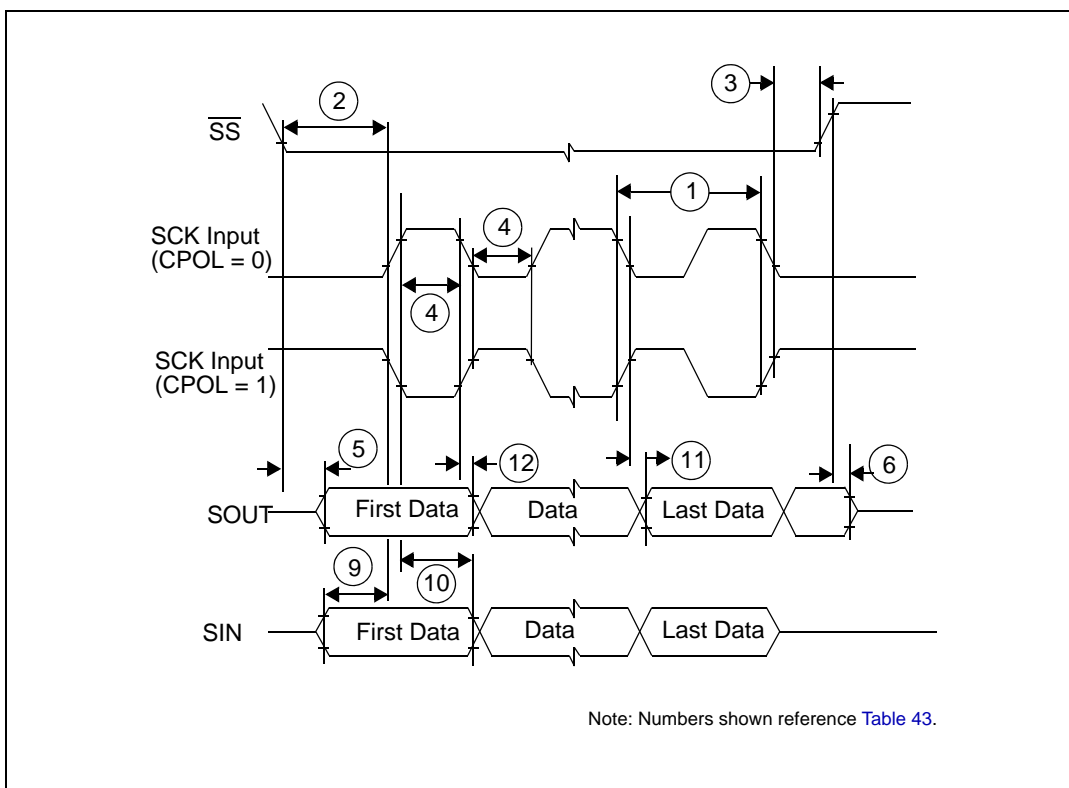 3
2
SS
1
SCK Input
(CPOL = 0)
4
4
SCK Input
(CPOL = 1)
5
12
11
6
SOUT
First Data
Data
Last Data
9
10
SIN
First Data
Data
Last Data
Note: Numbers shown reference Table 43.